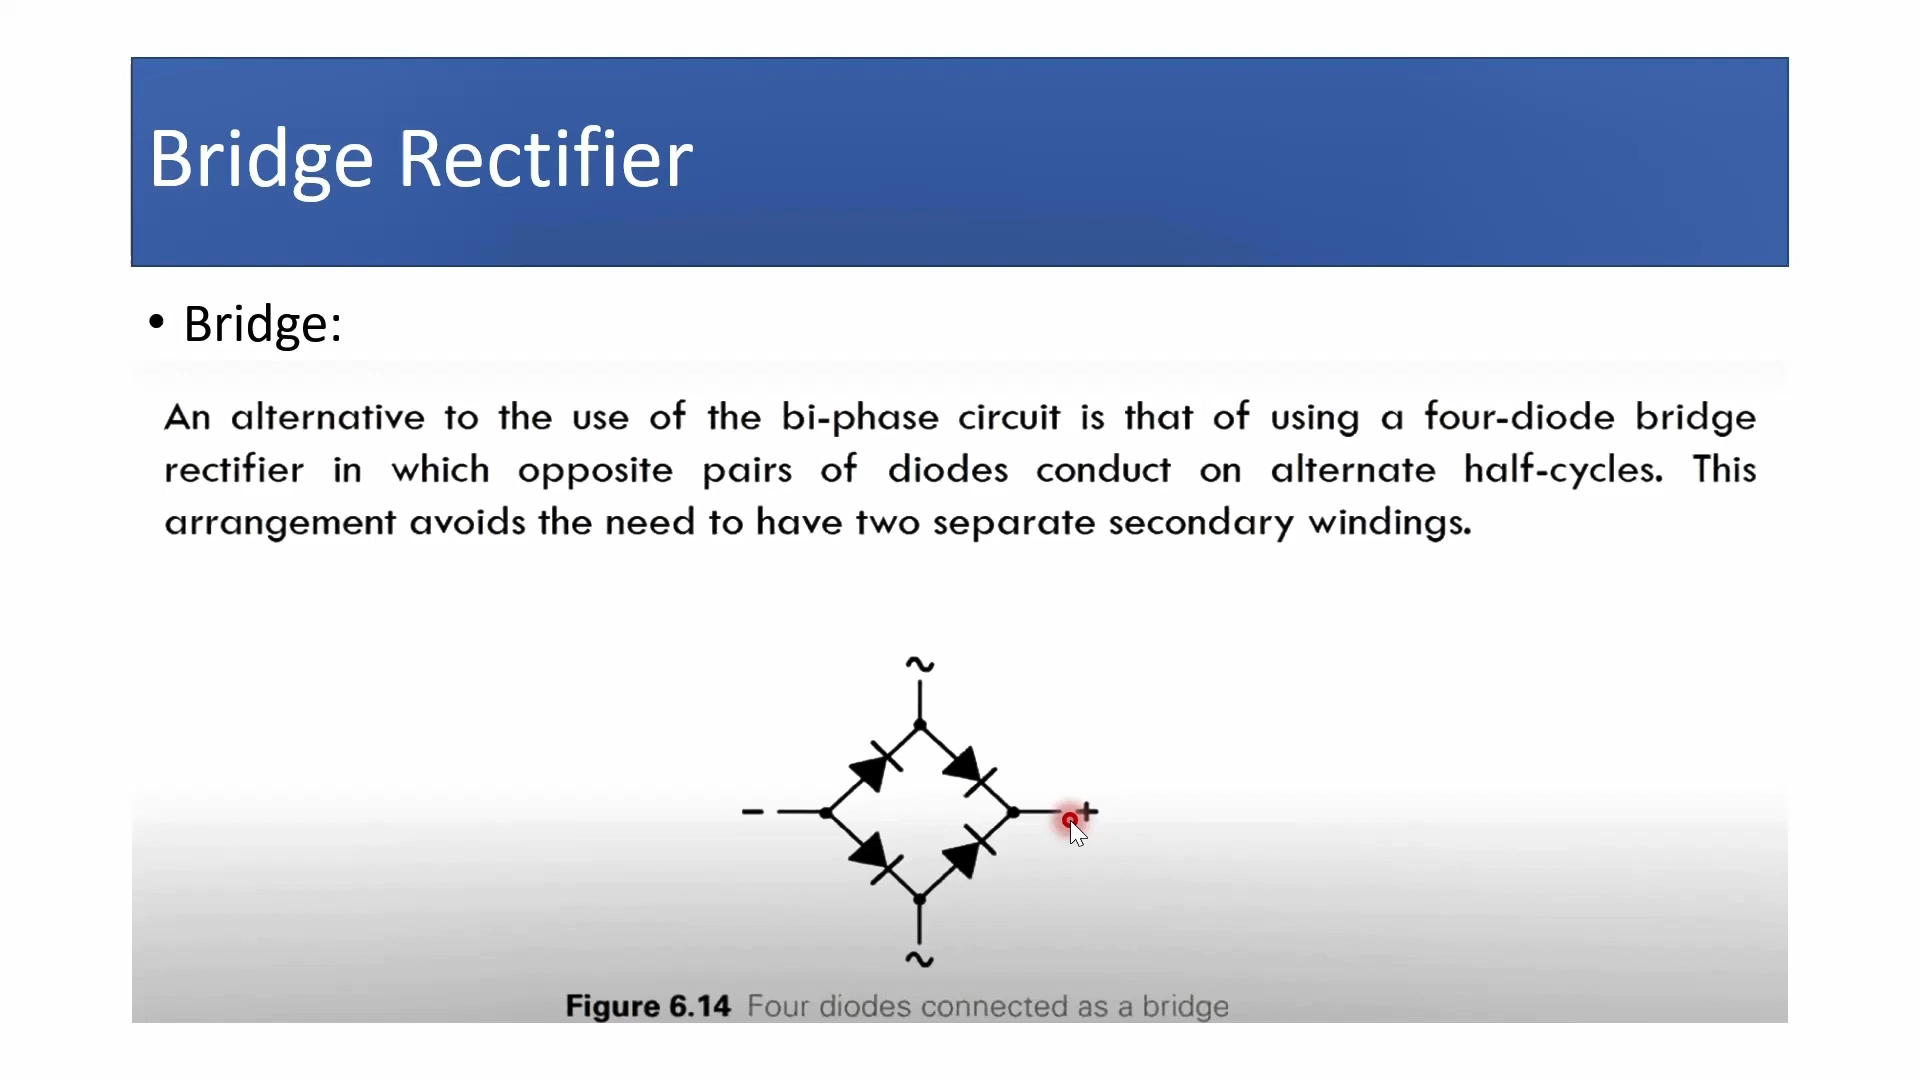 Bridge Rectifier
• Bridge:
An alternative to the use of the bi-phase circuit is that of using a four-diode bridge
rectifier in which opposite pairs of diodes conduct on alternate half-cycles. This
arrangement avoids the need to have two separate secondary windings.
~
− +
~
Figure 6.14 Four diodes connected as a bridge